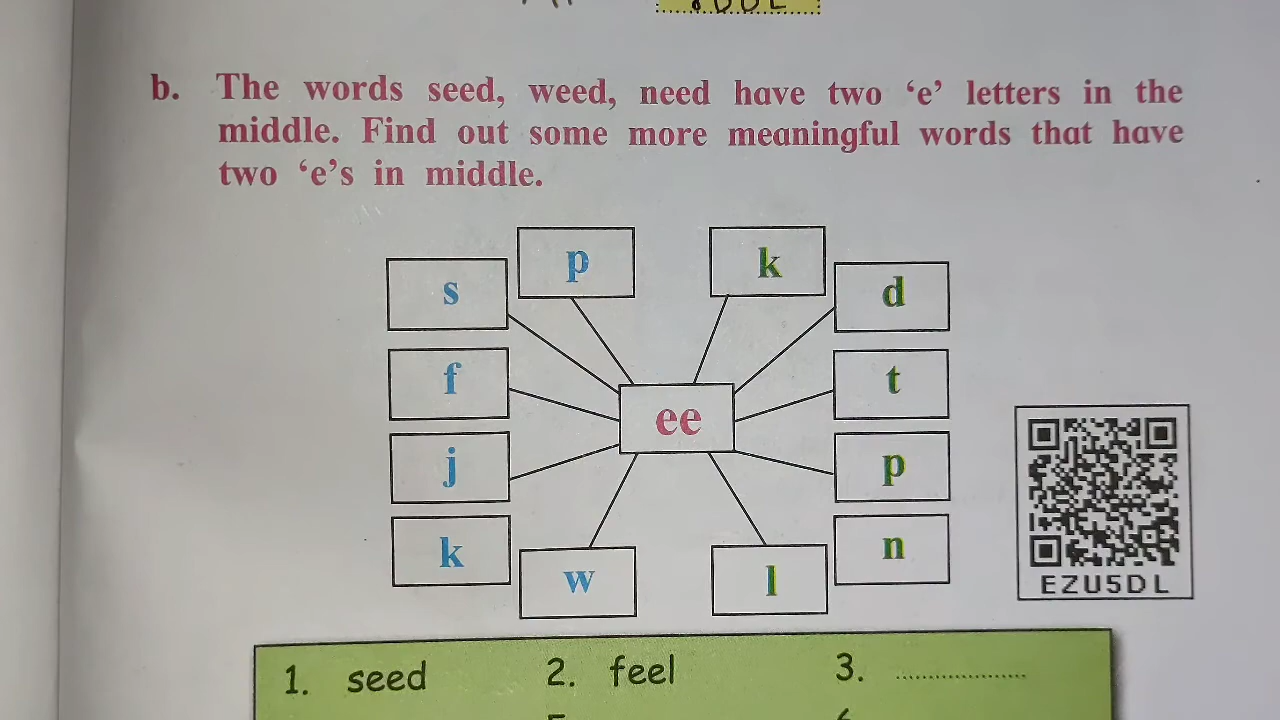 b. The words seed, weed, need have two ‘e’ letters in the
middle. Find out some more meaningful words that have
two ‘e’s in middle.
p k
s d
f t
ee
j p
k n
w l
EZU5DL
1. seed 2. feel 3. ....................